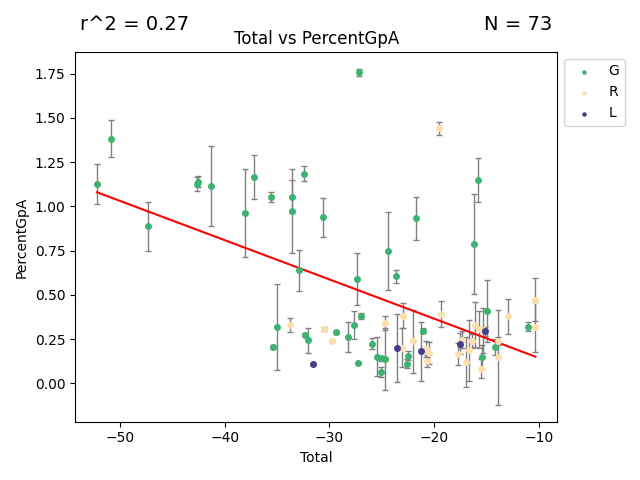 r^2 = 0.27
N = 73
Total vs PercentGpA
G
R
L
1.75
1.50
1.25
1.00
0.75
0.50
0.25
0.00
PercentGpA
−50
−40
−30
−20
−10
Total